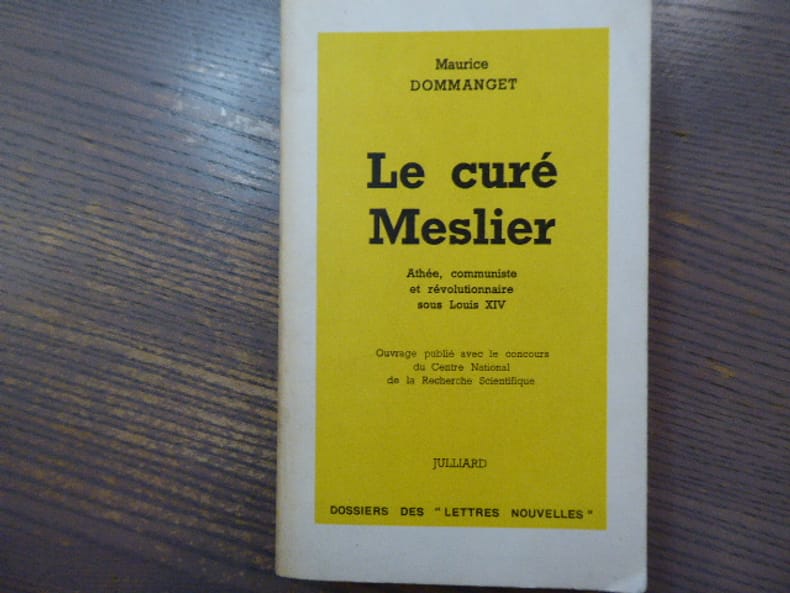 Maurice
DOMMANGET
Le curé
Meslier
Athée, communiste
et révolutionnaire
sous Louis XIV
Ouvrage publié avec le concours
du Centre National
de la Recherche Scientifique
JULLIARD
DOSSIERS DES "LETTRES NOUVELLES"